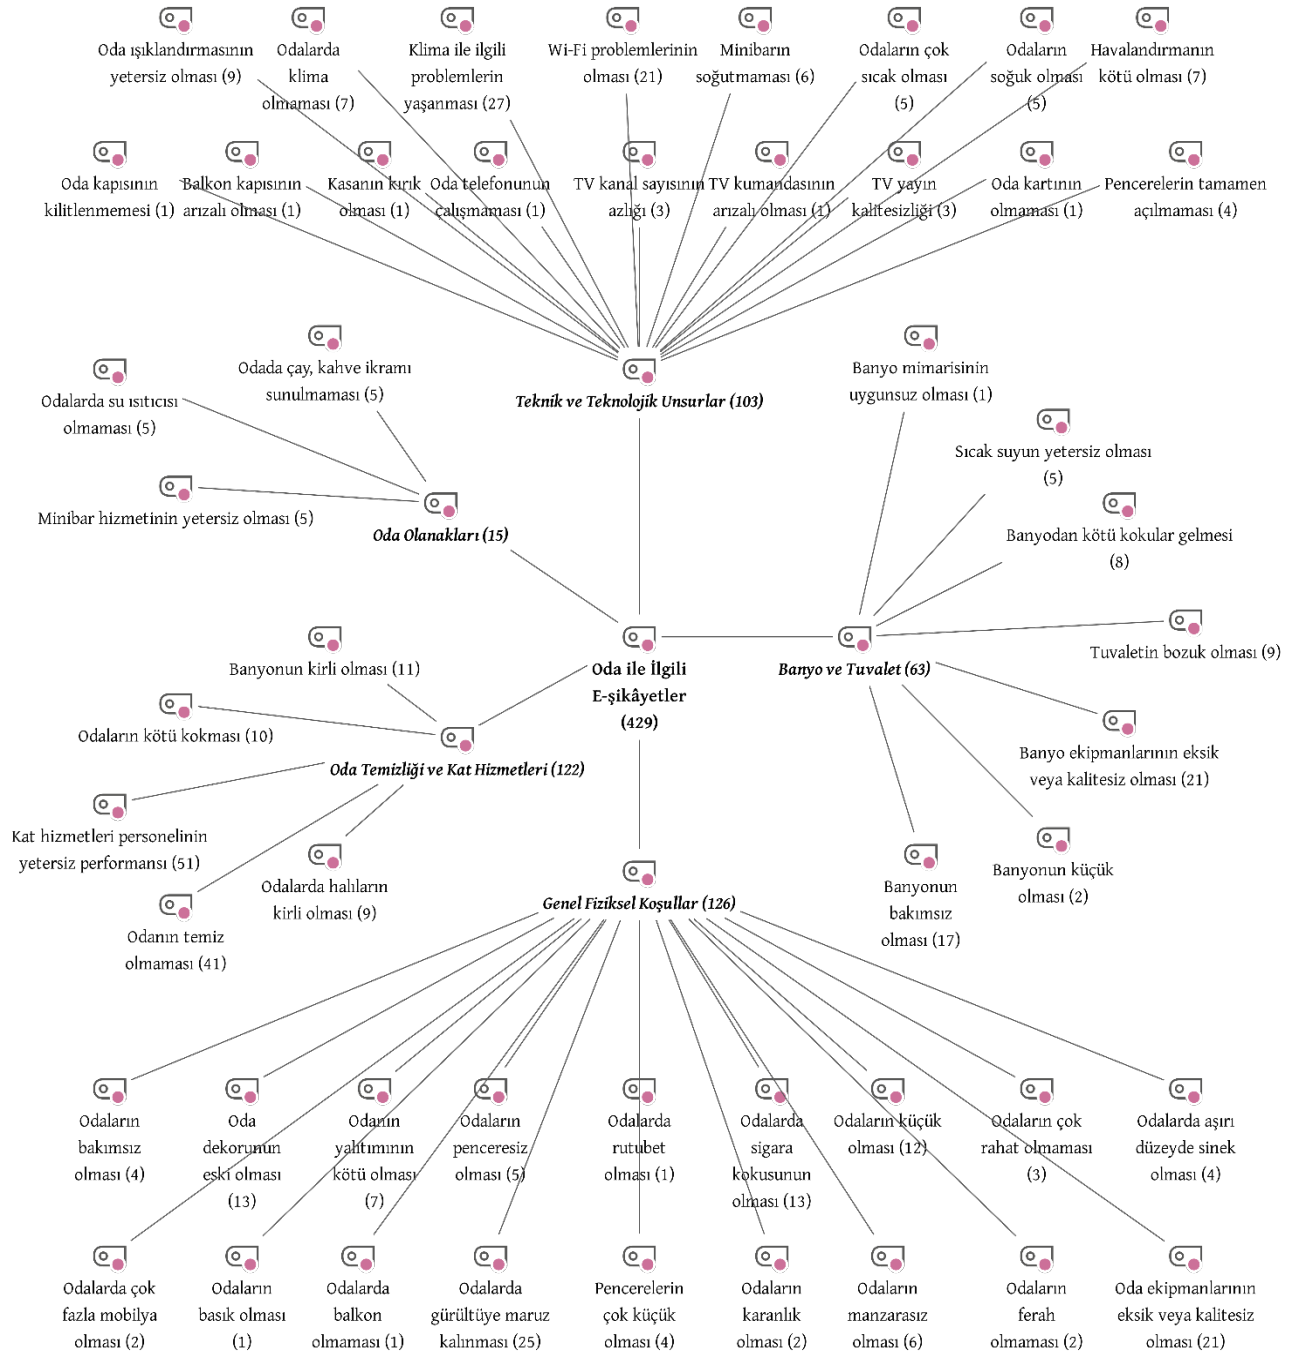 Oda ışıklandırmasının
yetersiz olması (9)
Odalarda
klima
olmaması (7)
Klima ile ilgili
problemlerin
yaşanması (27)
Wi-Fi problemlerinin
olması (21)
Minibarın
soğutmaması (6)
Odaların çok
sıcak olması
(5)
Odaların
soğuk olması
(5)
Havalandırmanın
kötü olması (7)
Oda kapısının
kilitlenmemesi (1)
Balkon kapısının
arızalı olması (1)
Kasanın kırık
olması (1)
Oda telefonunun
çalışmaması (1)
TV kanal sayısının
azlığı (3)
TV kumandasının
arızalı olması (1)
TV yayın
kalitesizliği (3)
Oda kartının
olmaması (1)
Pencerelerin tamamen
açılmaması (4)
Teknik ve Teknolojik Unsurlar (103)
Odada çay, kahve ikramı
sunulmaması (5)
Odalarda su ısıtıcısı
olmaması (5)
Minibar hizmetinin yetersiz olması (5)
Oda Olanakları (15)
Banyo mimarisinin
uygunsuz olması (1)
Sıcak suyun yetersiz olması
(5)
Banyodan kötü kokular gelmesi
(8)
Tuvaletin bozuk olması (9)
Oda ile İlgili
E-şikâyetler
(429)
Banyo ve Tuvalet (63)
Banyonun kirli olması (11)
Odaların kötü kokması (10)
Oda Temizliği ve Kat Hizmetleri (122)
Kat hizmetleri personelinin
yetersiz performansı (51)
Odalarda halıların
kirli olması (9)
Odanın temiz
olmaması (41)
Banyo ekipmanlarının eksik
veya kalitesiz olması (21)
Banyonun küçük
olması (2)
Banyonun
bakımsız
olması (17)
Genel Fiziksel Koşullar (126)
Odaların
bakımsız
olması (4)
Oda
dekorunun
eski olması
(13)
Odanın
yalıtımının
kötü olması
(7)
Odaların
penceresiz
olması (5)
Odalarda
rutubet
olması (1)
Odalarda
sigara
kokusunun
olması (13)
Odaların küçük
olması (12)
Odaların çok
rahat olmaması
(3)
Odalarda aşırı
düzeyde sinek
olması (4)
Odalarda çok
fazla mobilya
olması (2)
Odaların
basık olması
(1)
Odalarda
balkon
olmaması (1)
Odalarda
gürültüye maruz
kalınması (25)
Pencerelerin
çok küçük
olması (4)
Odaların
karanlık
olması (2)
Odaların
manzarasız
olması (6)
Odaların
ferah
olmaması (2)
Oda ekipmanlarının
eksik veya kalitesiz
olması (21)